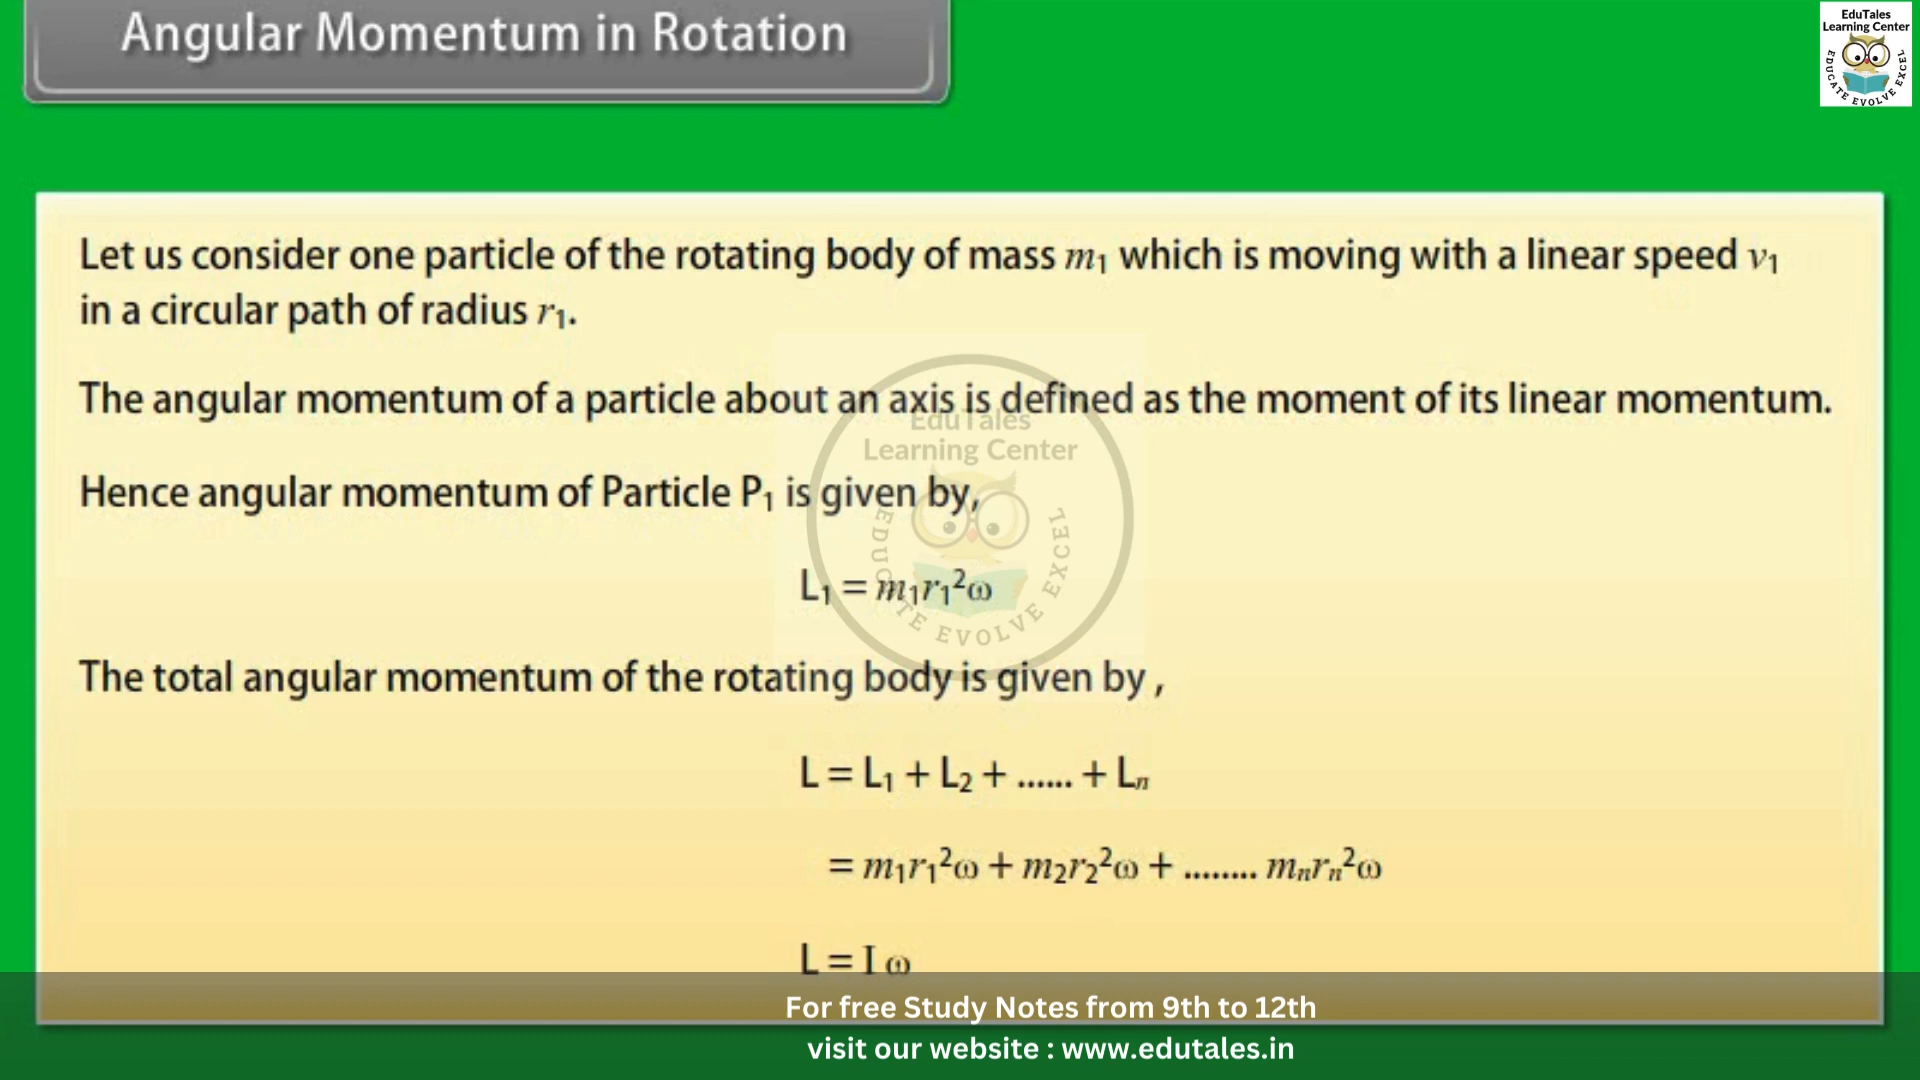 Angular Momentum in Rotation
EduTales
Learning Center
EDUCATE EVOLVE EXCEL
Let us consider one particle of the rotating body of mass m₁ which is moving with a linear speed v₁
in a circular path of radius r₁.
The angular momentum of a particle about an axis is defined as the moment of its linear momentum.
EduTales
Learning Center
EDUCATE EVOLVE EXCEL
Hence angular momentum of Particle P₁ is given by,
L₁ = m₁r₁²ω
The total angular momentum of the rotating body is given by ,
L = L₁ + L₂ + ...... + Lₙ
= m₁r₁²ω + m₂r₂²ω + ........ mₙrₙ²ω
L = I ω
For free Study Notes from 9th to 12th
visit our website : www.edutales.in